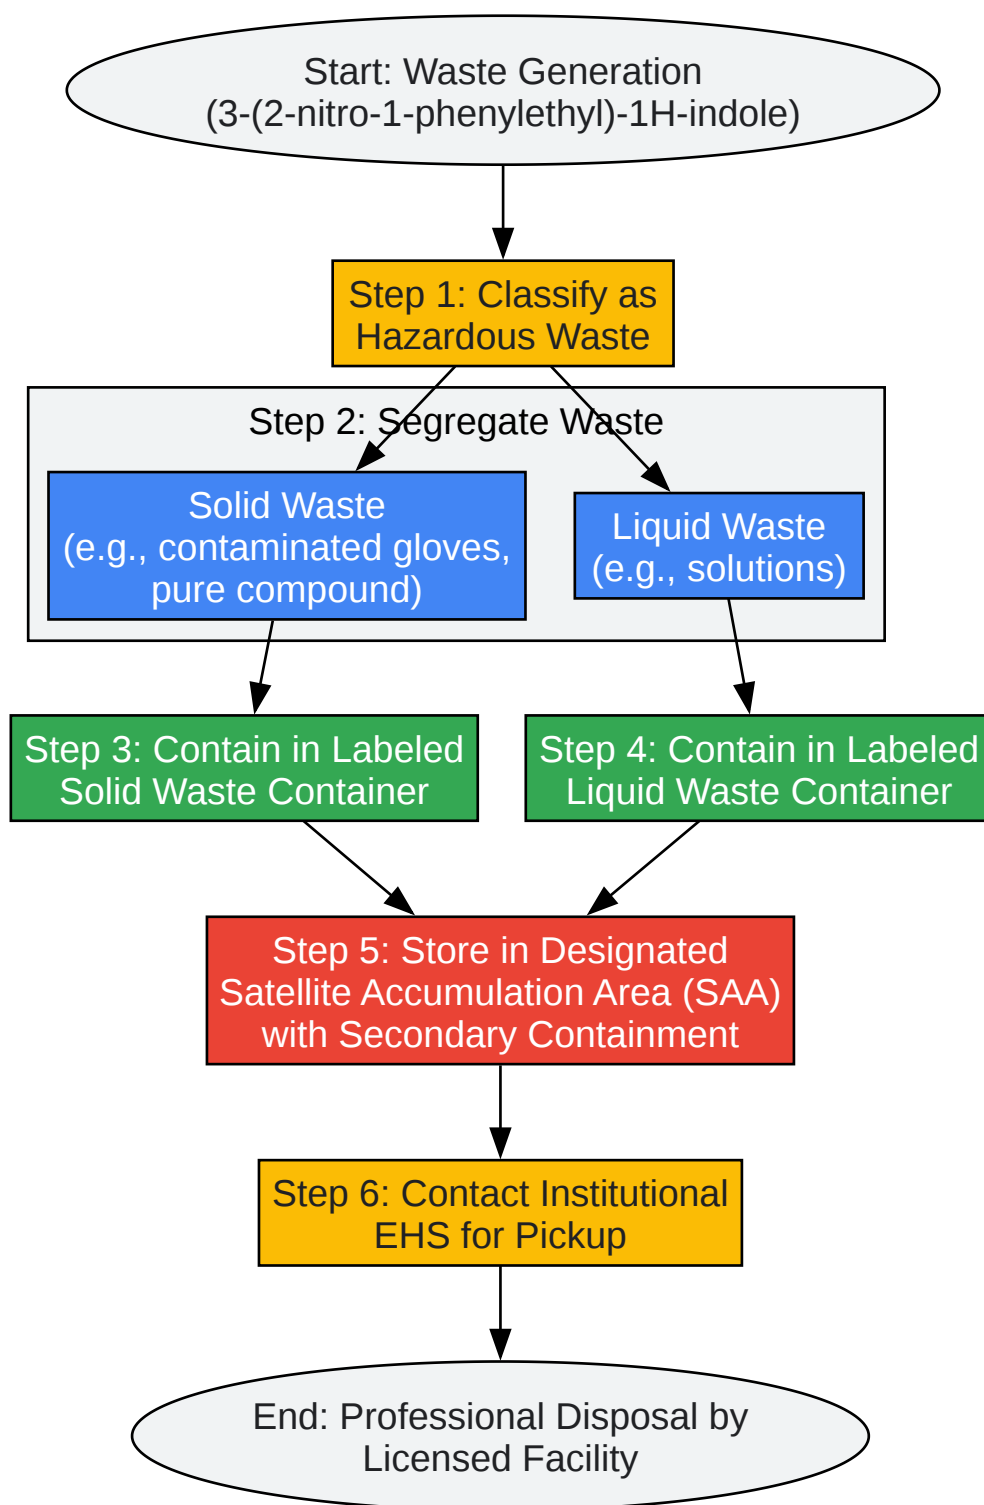 Start: Waste Generation
(3-(2-nitro-1-phenylethyl)-1H-indole)
Step 1: Classify as
Hazardous Waste
Step 2: Segregate Waste
Solid Waste
(e.g., contaminated gloves,
pure compound)
Liquid Waste
(e.g., solutions)
Step 3: Contain in Labeled
Solid Waste Container
Step 4: Contain in Labeled
Liquid Waste Container
Step 5: Store in Designated
Satellite Accumulation Area (SAA)
with Secondary Containment
Step 6: Contact Institutional
EHS for Pickup
End: Professional Disposal by
Licensed Facility